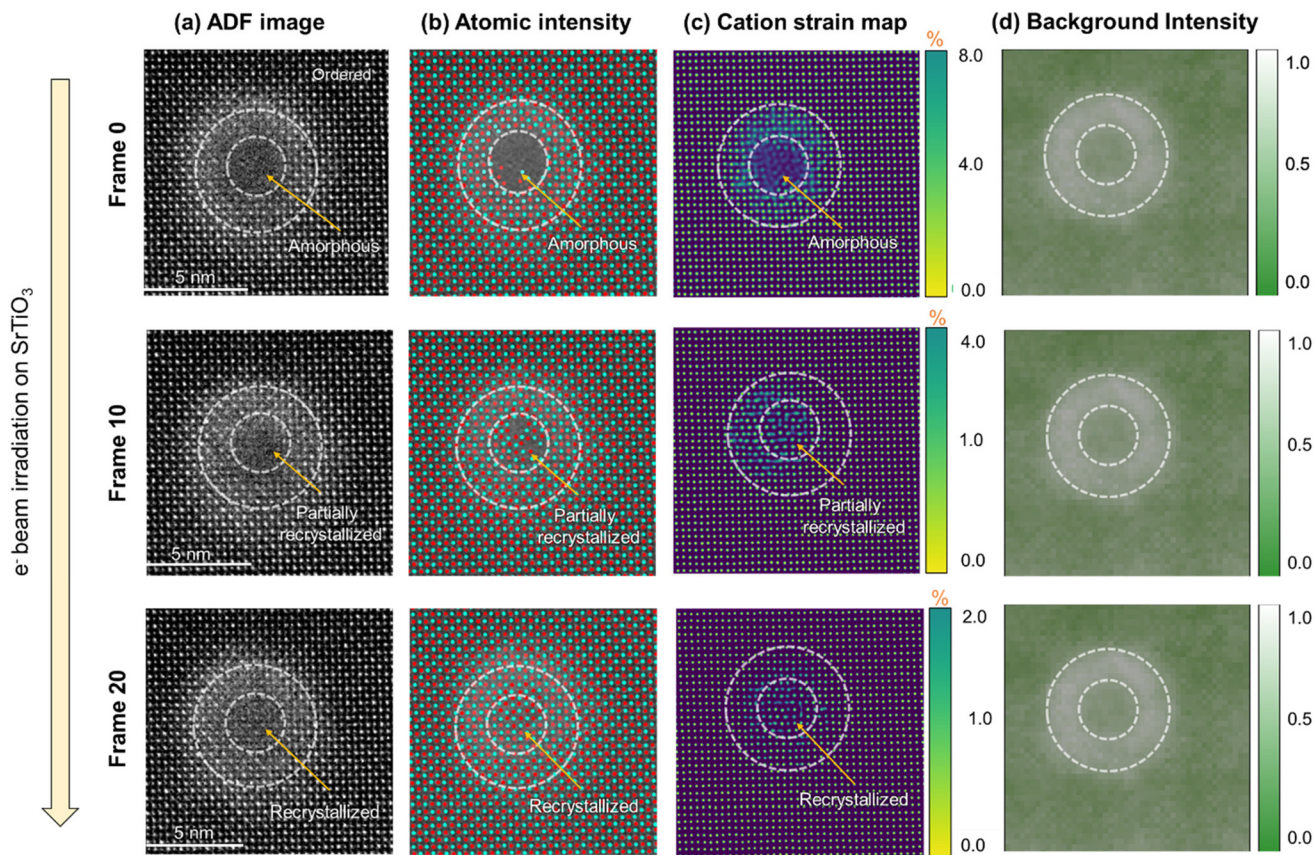 (a) ADF image
(b) Atomic intensity
(c) Cation strain map
(d) Background Intensity
e⁻ beam irradiation on SrTiO₃
Frame 0
Ordered
Amorphous
5 nm
Amorphous
Amorphous
%
8.0
4.0
0.0
1.0
0.5
0.0
Frame 10
Partially
recrystallized
5 nm
Partially
recrystallized
Partially
recrystallized
%
4.0
1.0
0.0
1.0
0.5
0.0
Frame 20
Recrystallized
5 nm
Recrystallized
Recrystallized
%
2.0
1.0
0.0
1.0
0.5
0.0